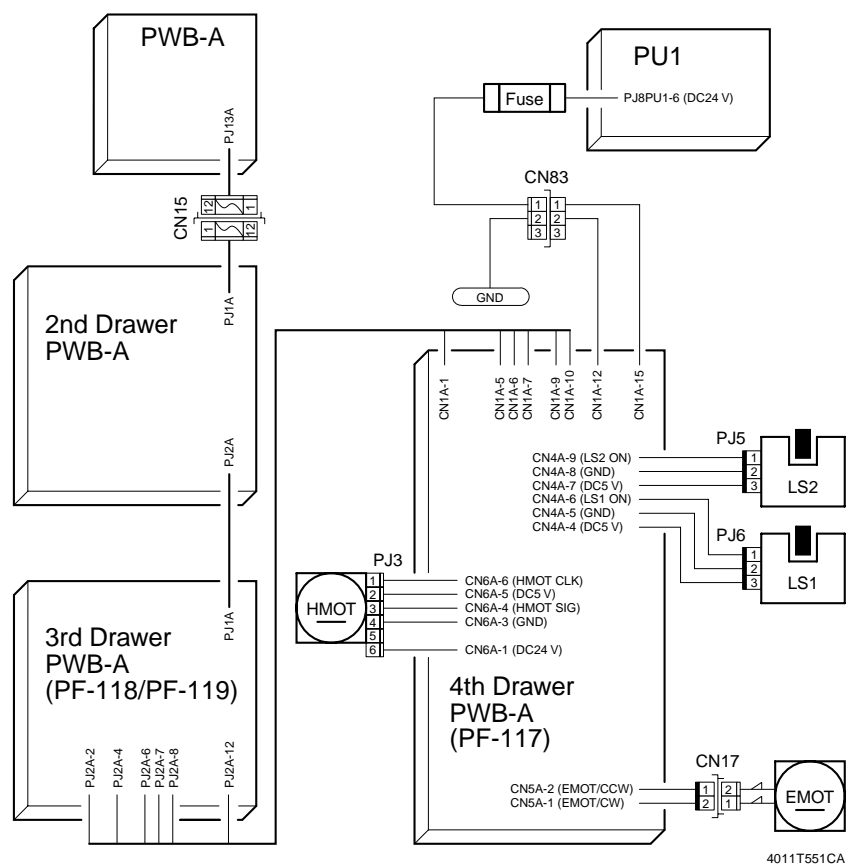 PWB-A
PJ13A
CN15
12
1
1
12
PU1
Fuse
PJ8PU1-6 (DC24 V)
CN83
1 1
2 2
3 3
GND
PJ1A
2nd Drawer
PWB-A
PJ2A
PJ1A
3rd Drawer
PWB-A
(PF-118/PF-119)
PJ2A-2
PJ2A-4
PJ2A-6
PJ2A-7
PJ2A-8
PJ2A-12
CN1A-1
CN1A-5
CN1A-6
CN1A-7
CN1A-9
CN1A-10
CN1A-12
CN1A-15
CN4A-9 (LS2 ON)
CN4A-8 (GND)
CN4A-7 (DC5 V)
CN4A-6 (LS1 ON)
CN4A-5 (GND)
CN4A-4 (DC5 V)
PJ5
1
2
3
LS2
PJ6
1
2
3
LS1
PJ3
HMOT
1
2
3
4
5
6
CN6A-6 (HMOT CLK)
CN6A-5 (DC5 V)
CN6A-4 (HMOT SIG)
CN6A-3 (GND)
CN6A-1 (DC24 V)
4th Drawer
PWB-A
(PF-117)
CN5A-2 (EMOT/CCW)
CN5A-1 (EMOT/CW)
CN17
1 2
2 1
EMOT
4011T551CA